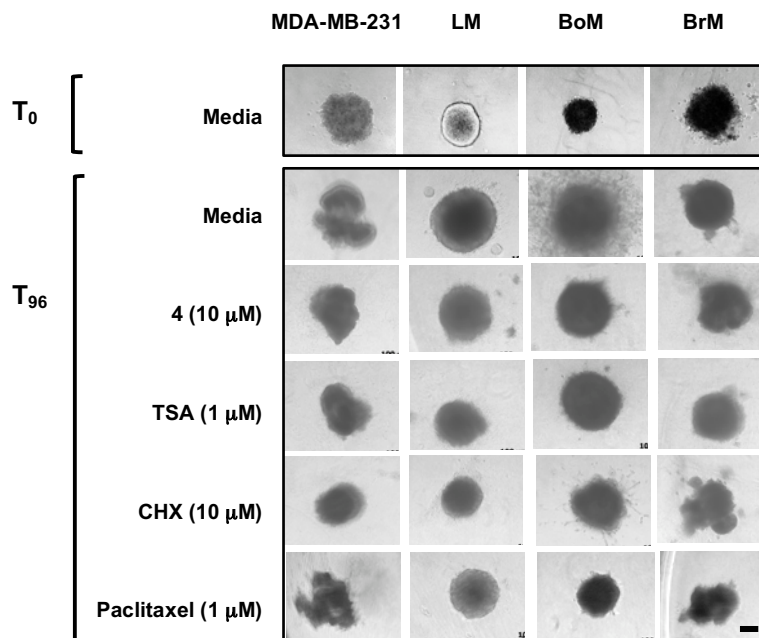 MDA-MB-231 LM BoM BrM
T0 Media
Media
T96
4 (10 μM)
TSA (1 μM)
CHX (10 μM)
Paclitaxel (1 μM)